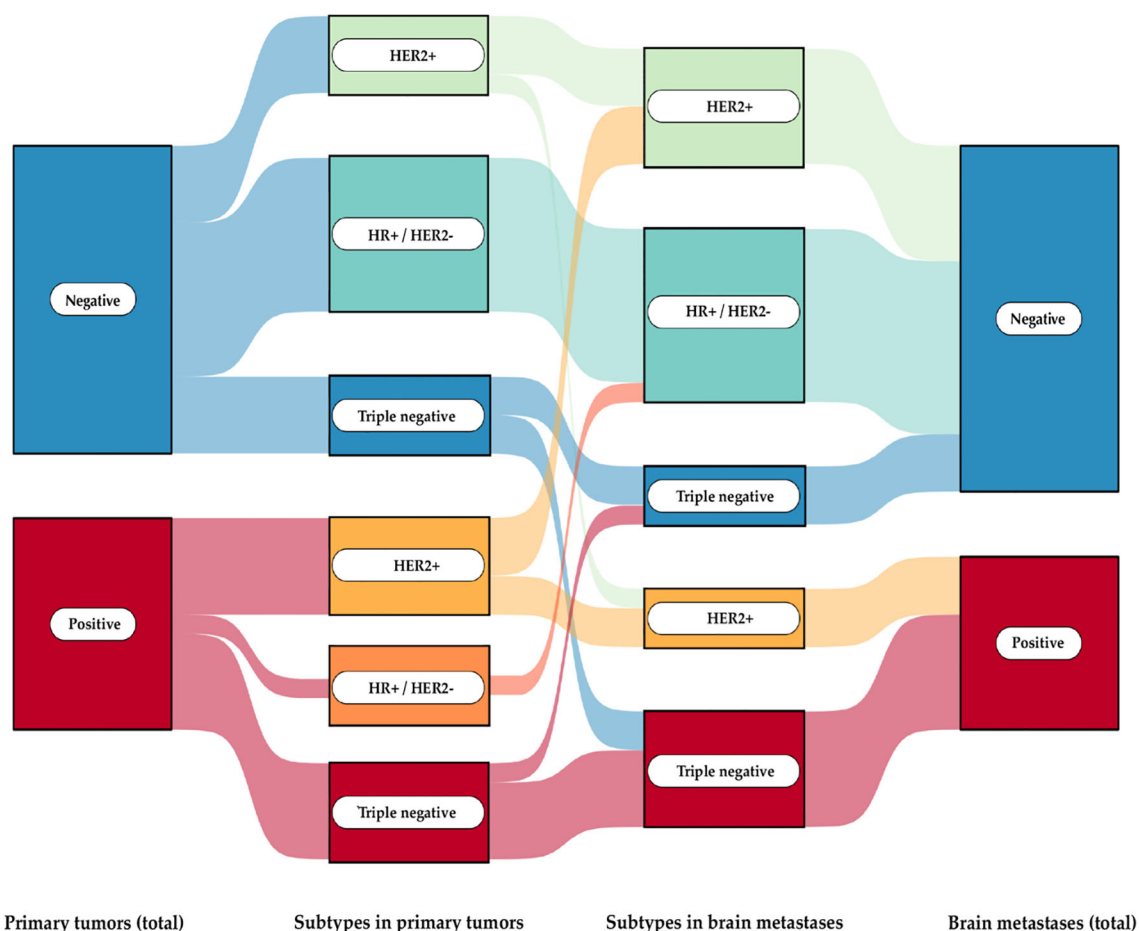 Negative
Positive
HER2+
HR+ / HER2-
Triple negative
HER2+
HR+ / HER2-
Triple negative
HER2+
HR+ / HER2-
Triple negative
HER2+
Triple negative
Negative
Positive
Primary tumors (total)
Subtypes in primary tumors
Subtypes in brain metastases
Brain metastases (total)